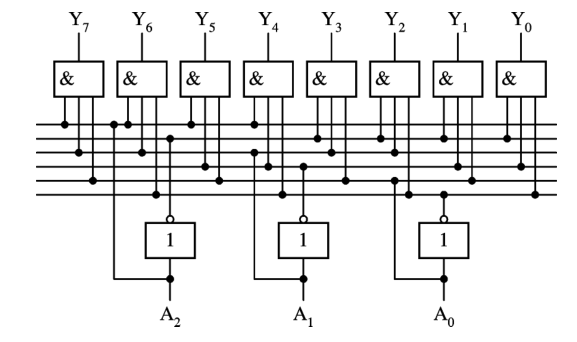 Y₇ Y₆ Y₅ Y₄ Y₃ Y₂ Y₁ Y₀
& & & & & & & &
1 1 1
A₂ A₁ A₀